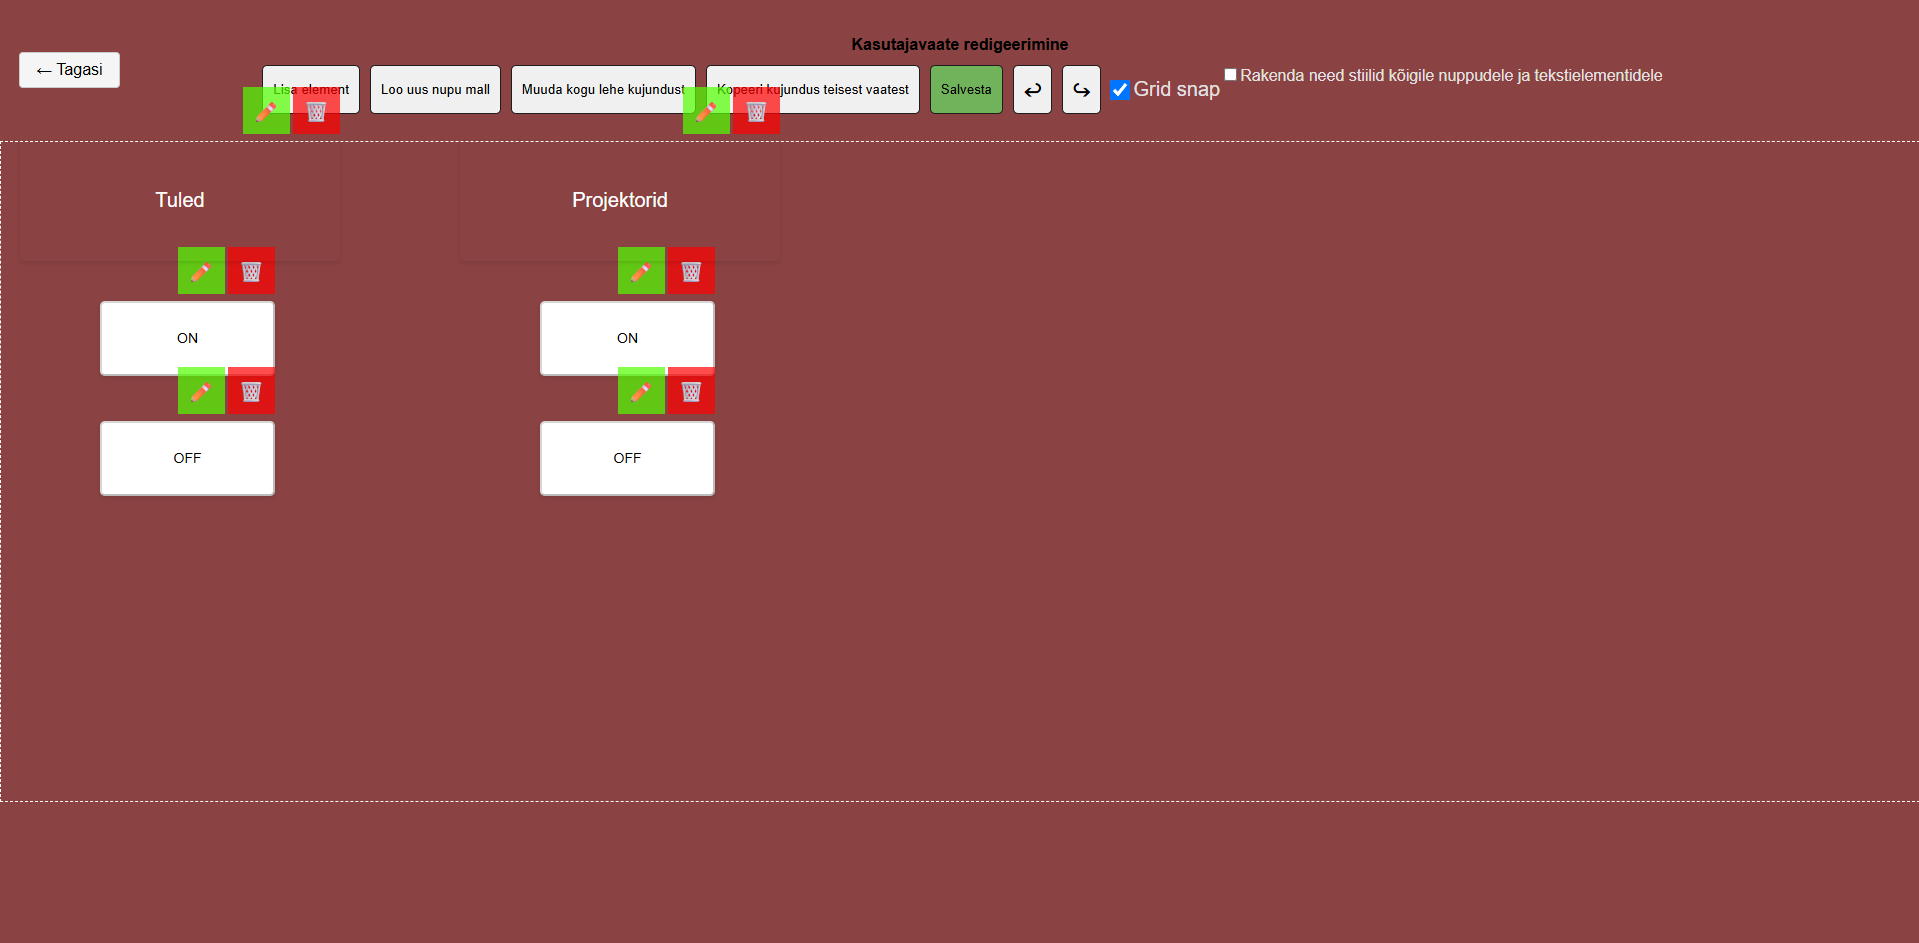 Kasutajavaate redigeerimine
← Tagasi
Lisa element
Loo uus nupu mall
Muuda kogu lehe kujundust
Kopeeri kujundus teisest vaatest
Salvesta
↩
↪
Grid snap
Rakenda need stiilid kõigile nuppudele ja tekstielementidele
Tuled
Projektorid
ON
ON
OFF
OFF